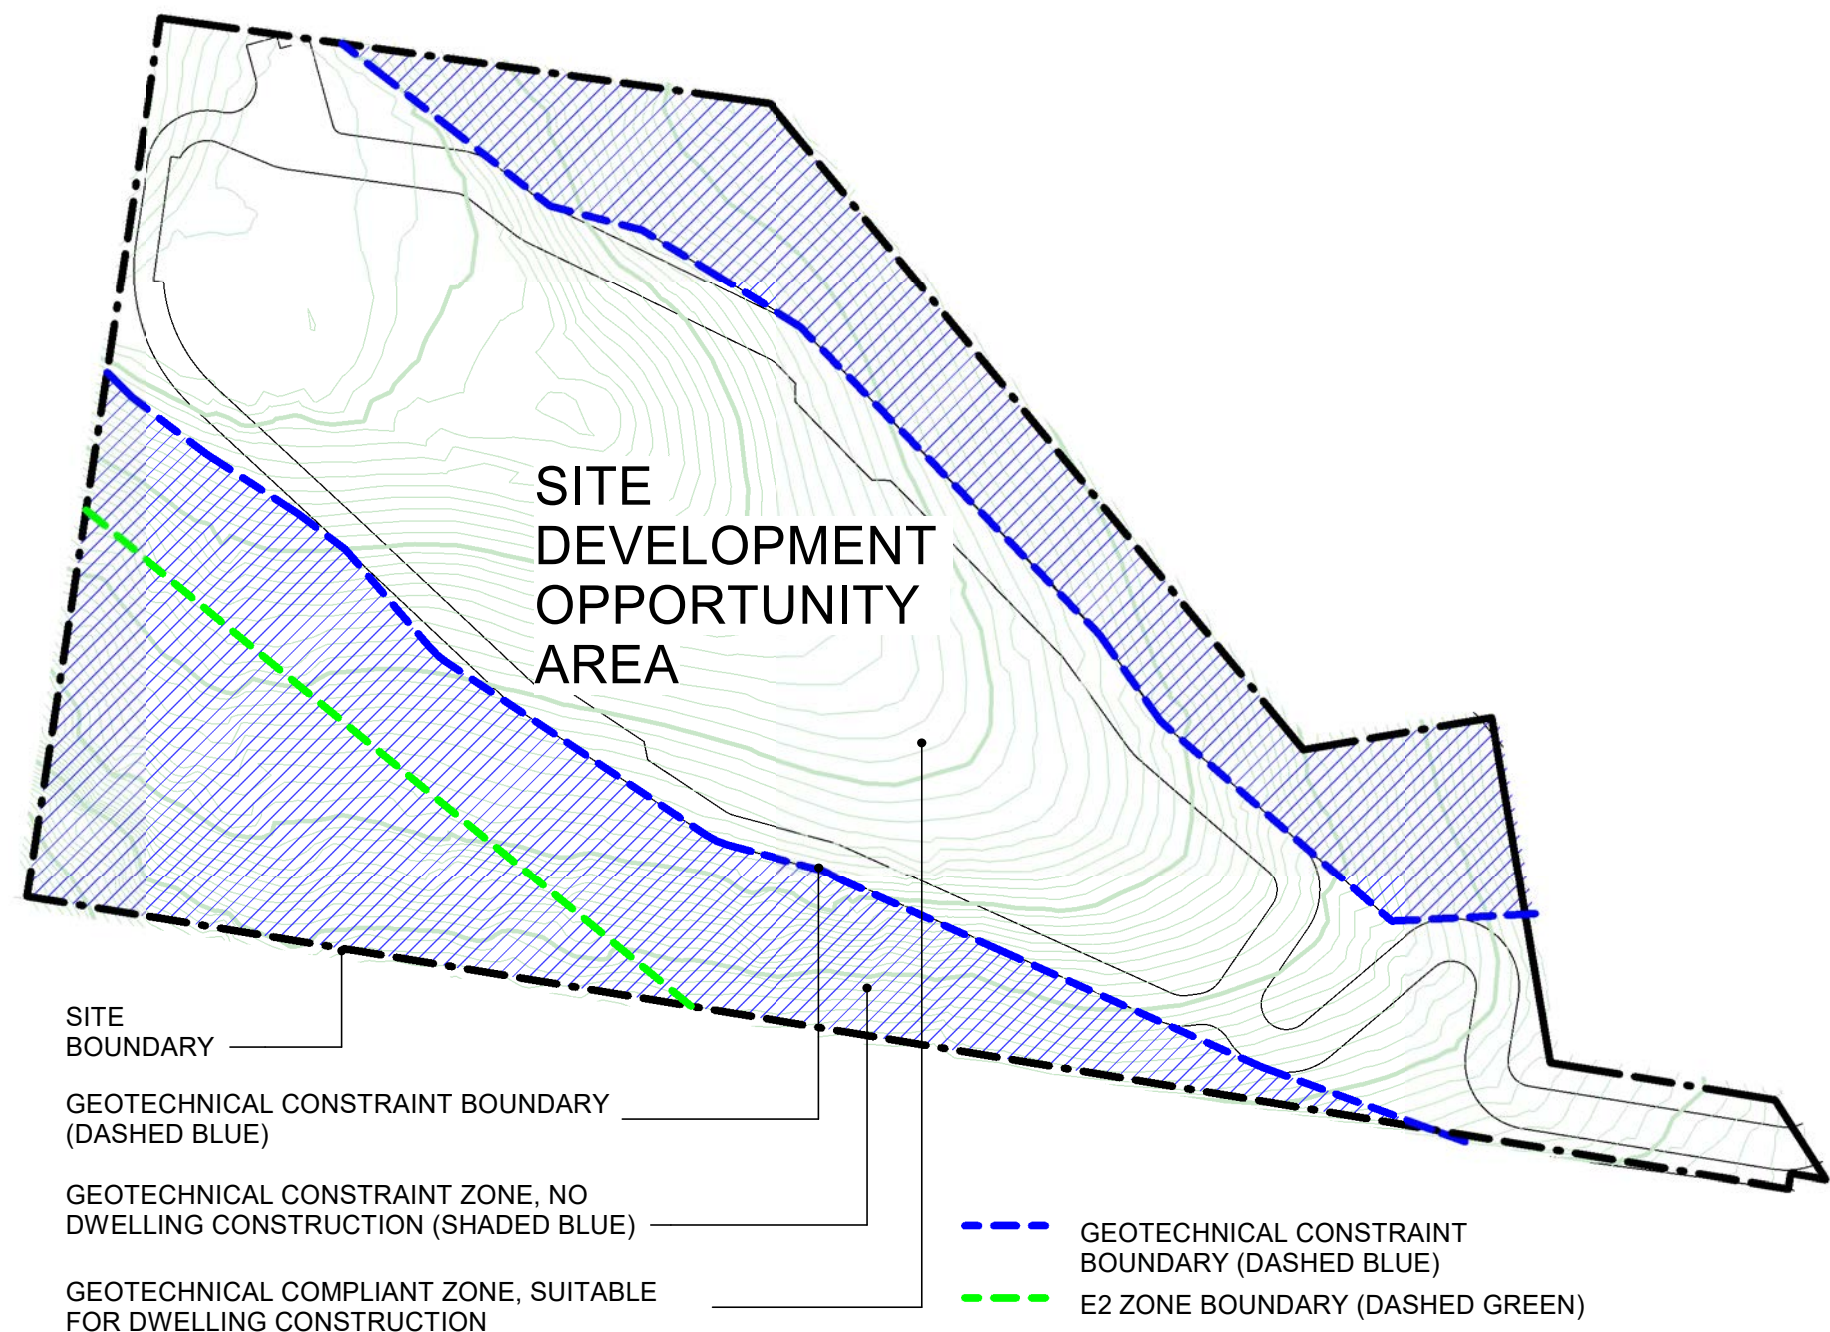 SITE
DEVELOPMENT
OPPORTUNITY
AREA
SITE
BOUNDARY
GEOTECHNICAL CONSTRAINT BOUNDARY
(DASHED BLUE)
GEOTECHNICAL CONSTRAINT ZONE, NO
DWELLING CONSTRUCTION (SHADED BLUE)
GEOTECHNICAL COMPLIANT ZONE, SUITABLE
FOR DWELLING CONSTRUCTION
GEOTECHNICAL CONSTRAINT
BOUNDARY (DASHED BLUE)
E2 ZONE BOUNDARY (DASHED GREEN)